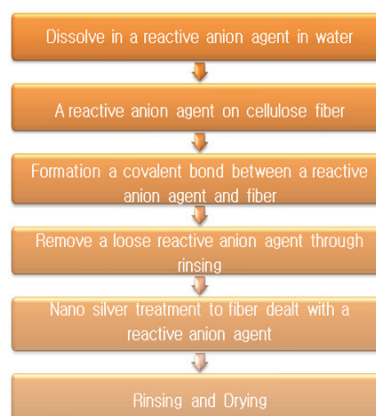 Dissolve in a reactive anion agent in water
A reactive anion agent on cellulose fiber
Formation a covalent bond between a reactive
anion agent and fiber
Remove a loose reactive anion agent through
rinsing
Nano silver treatment to fiber dealt with a
reactive anion agent
Rinsing and Drying